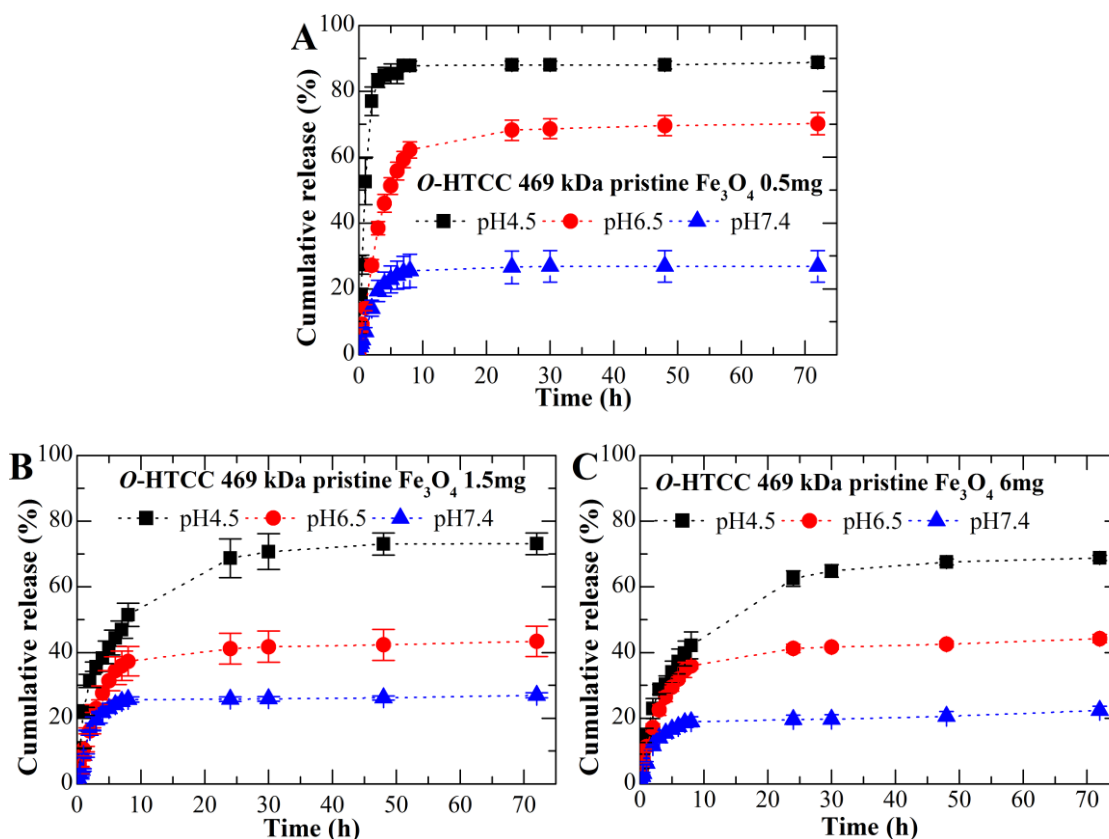 A
Cumulative release (%)
100
80
60
40
20
0
O-HTCC 469 kDa pristine Fe₃O₄ 0.5mg
pH4.5 pH6.5 pH7.4
0 10 20 30 40 50 60 70
Time (h)
B
Cumulative release (%)
100
80
60
40
20
0
O-HTCC 469 kDa pristine Fe₃O₄ 1.5mg
pH4.5 pH6.5 pH7.4
0 10 20 30 40 50 60 70
Time (h)
C
Cumulative release (%)
100
80
60
40
20
0
O-HTCC 469 kDa pristine Fe₃O₄ 6mg
pH4.5 pH6.5 pH7.4
0 10 20 30 40 50 60 70
Time (h)